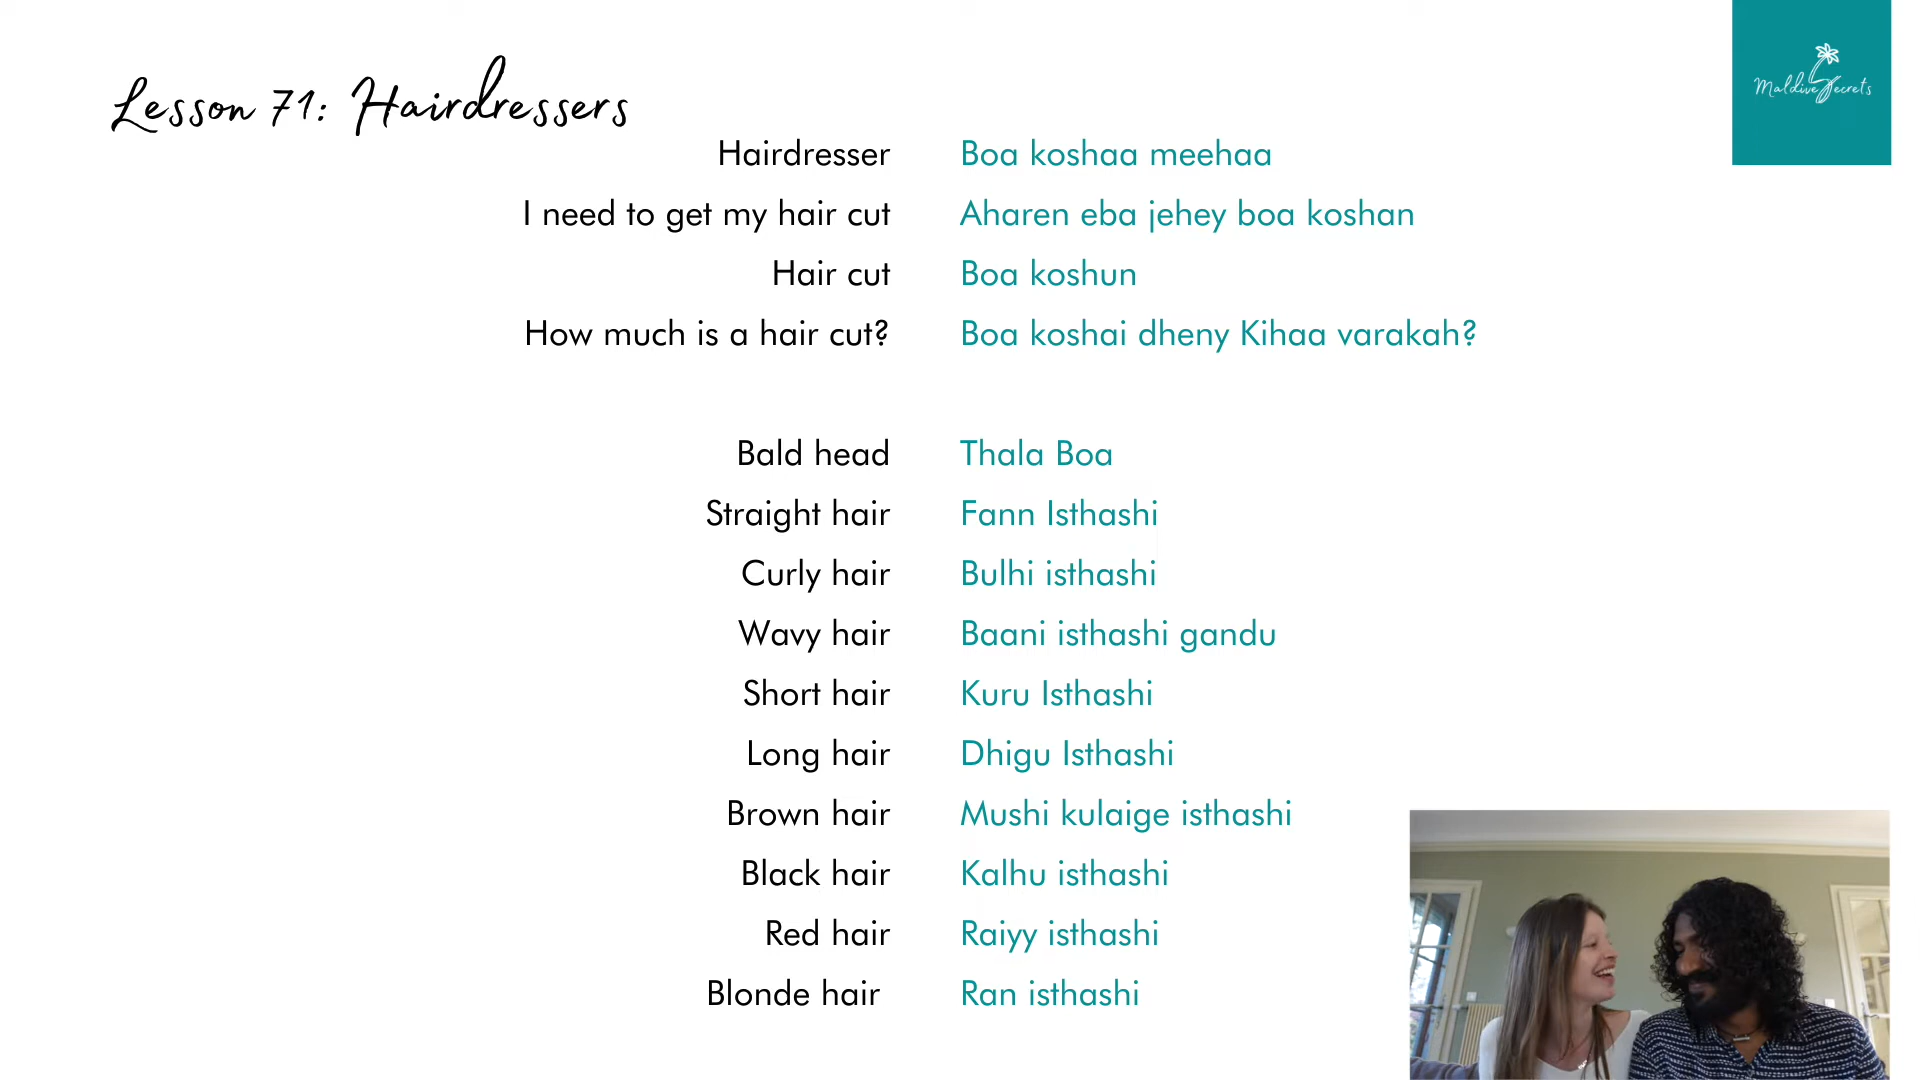 Lesson 71: Hairdressers
Maldive Secrets
Hairdresser Boa koshaa meehaa
I need to get my hair cut Aharen eba jehey boa koshan
Hair cut Boa koshun
How much is a hair cut? Boa koshai dheny Kihaa varakah?
Bald head Thala Boa
Straight hair Fann Isthashi
Curly hair Bulhi isthashi
Wavy hair Baani isthashi gandu
Short hair Kuru Isthashi
Long hair Dhigu Isthashi
Brown hair Mushi kulaige isthashi
Black hair Kalhu isthashi
Red hair Raiyy isthashi
Blonde hair Ran isthashi